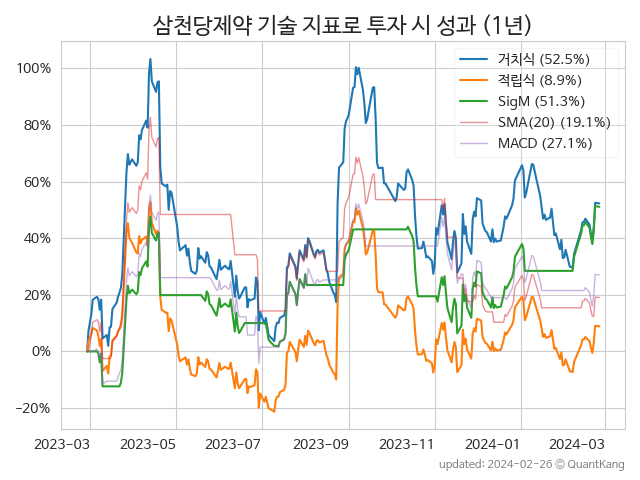 삼천당제약 기술 지표로 투자 시 성과 (1년)
거치식 (52.5%)
적립식 (8.9%)
SigM (51.3%)
SMA(20) (19.1%)
MACD (27.1%)
100%
80%
60%
40%
20%
0%
−20%
2023-03 2023-05 2023-07 2023-09 2023-11 2024-01 2024-03
updated: 2024-02-26 © QuantKang